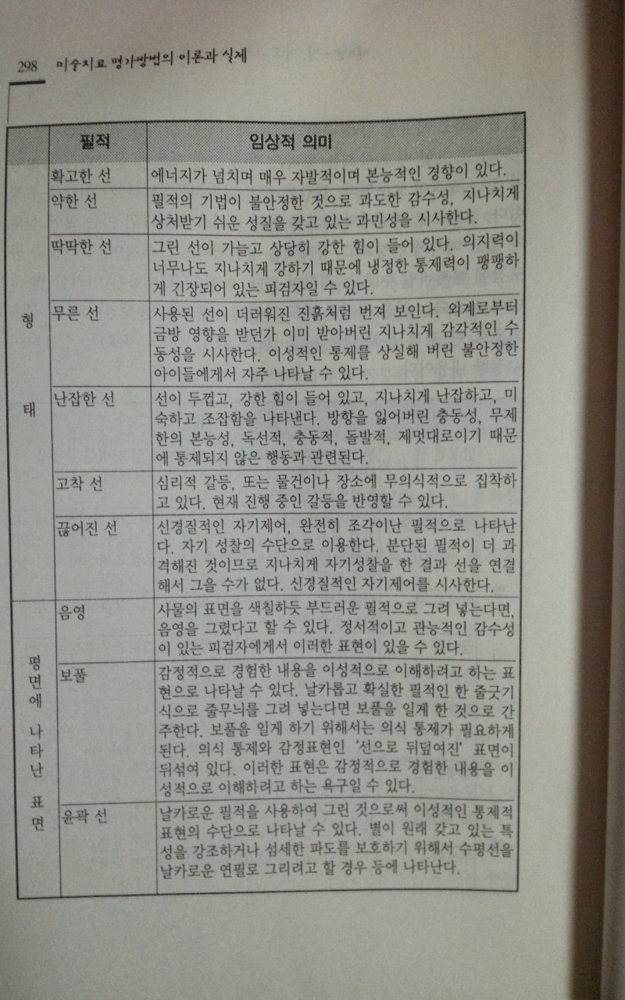 298 미술치료 평가방법의 이론과 실제
필적 임상적 의미
형태
확고한 선 에너지가 넘치며 매우 자발적이며 본능적인 경향이 있다.
약한 선 필적의 기법이 불안정한 것으로 과도한 감수성, 지나치게
상처받기 쉬운 성질을 갖고 있는 과민성을 시사한다.
딱딱한 선 그린 선이 가늘고 상당히 강한 힘이 들어 있다. 의지력이
너무나도 지나치게 강하기 때문에 냉정한 통제력이 팽팽하
게 긴장되어 있는 피검자일 수 있다.
무른 선 사용된 선이 더러워진 진흙처럼 번져 보인다. 외계로부터
금방 영향을 받던가 이미 받아버린 지나치게 감각적인 수
동성을 시사한다. 이성적인 통제를 상실해 버린 불안정한
아이들에게서 자주 나타날 수 있다.
난잡한 선 선이 두껍고, 강한 힘이 들어 있고, 지나치게 난잡하고, 미
숙하고 조잡함을 나타낸다. 방향을 잃어버린 충동성, 무제
한의 본능성, 독선적, 충동적, 돌발적, 제멋대로이기 때문
에 통제되지 않은 행동과 관련된다.
고착 선 심리적 갈등, 또는 물건이나 장소에 무의식적으로 집착하
고 있다. 현재 진행 중인 갈등을 반영할 수 있다.
끊어진 선 신경질적인 자기제어, 완전히 조각이난 필적으로 나타난
다. 자기 성찰의 수단으로 이용한다. 분단된 필적이 더 과
격해진 것이므로 지나치게 자기성찰을 한 결과 선을 연결
해서 그을 수가 없다. 신경질적인 자기제어를 시사한다.
평면에 나타난 표면
음영 사물의 표면을 색칠하듯 부드러운 필적으로 그려 넣는다면,
음영을 그렸다고 할 수 있다. 정서적이고 관능적인 감수성
이 있는 피검자에게서 이러한 표현이 있을 수 있다.
보풀 감정적으로 경험한 내용을 이성적으로 이해하려고 하는 표
현으로 나타날 수 있다. 날카롭고 확실한 필적인 한 줄긋기
식으로 줄무늬를 그려 넣는다면 보풀을 일게 한 것으로 간
주한다. 보풀을 일게 하기 위해서는 의식 통제가 필요하게
된다. 의식 통제와 감정표현인 ‘선으로 뒤덮여진’ 표면이
뒤섞여 있다. 이러한 표현은 감정적으로 경험한 내용을 이
성적으로 이해하려고 하는 욕구일 수 있다.
윤곽 선 날카로운 필적을 사용하여 그린 것으로써 이성적인 통제적
표현의 수단으로 나타날 수 있다. 별이 원래 갖고 있는 특
성을 강조하거나 섬세한 파도를 보호하기 위해서 수평선을
날카로운 연필로 그리려고 할 경우 등에 나타난다.